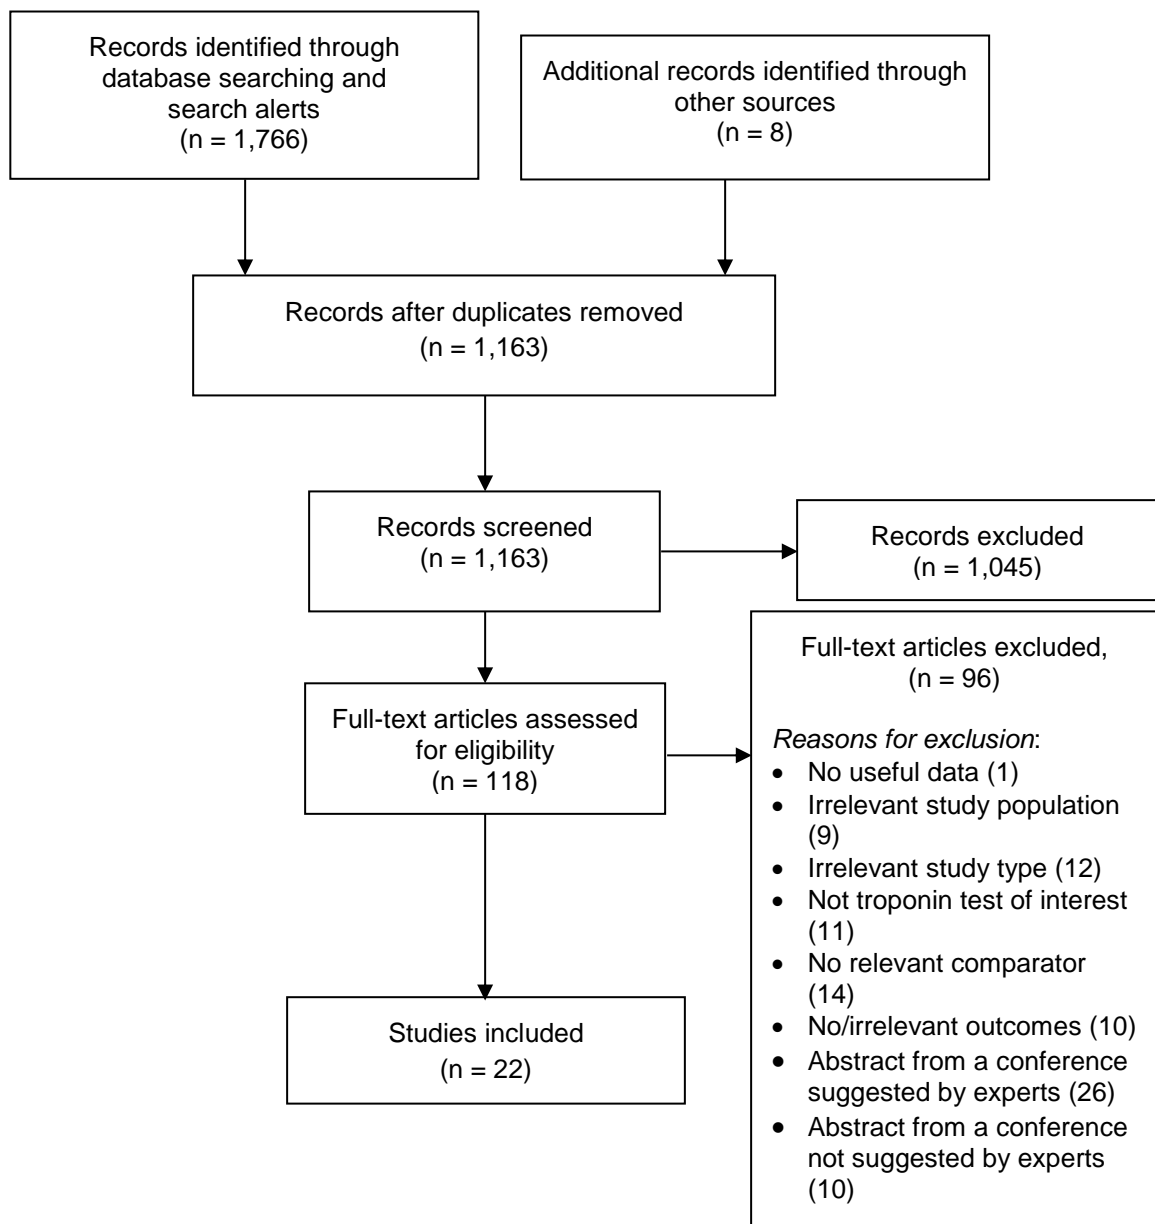 Records identified through
database searching and
search alerts
(n = 1,766)
Additional records identified through
other sources
(n = 8)
Records after duplicates removed
(n = 1,163)
Records screened
(n = 1,163)
Records excluded
(n = 1,045)
Full-text articles assessed
for eligibility
(n = 118)
Full-text articles excluded,
(n = 96)
Reasons for exclusion:
• No useful data (1)
• Irrelevant study population
(9)
• Irrelevant study type (12)
• Not troponin test of interest
(11)
• No relevant comparator
(14)
• No/irrelevant outcomes (10)
• Abstract from a conference
suggested by experts (26)
• Abstract from a conference
not suggested by experts
(10)
Studies included
(n = 22)